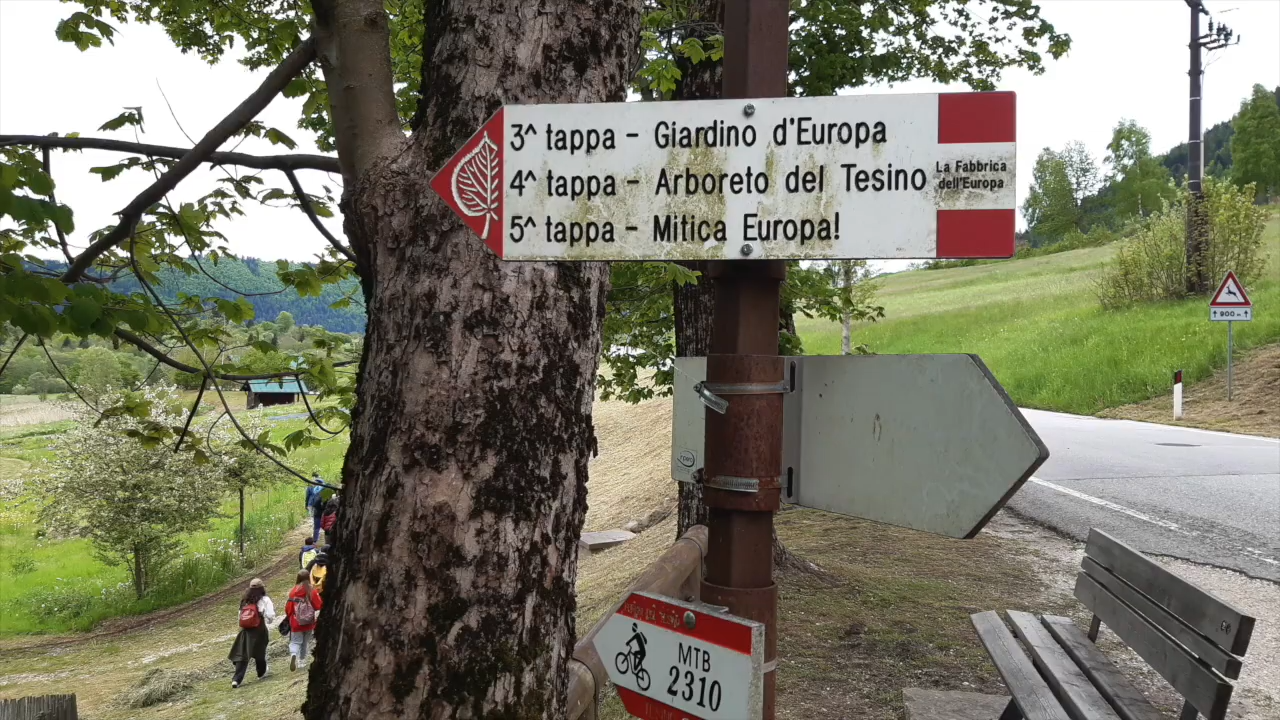 3^ tappa - Giardino d'Europa
4^ tappa - Arboreto del Tesino
5^ tappa - Mitica Europa!
La Fabbrica
dell'Europa
900 m
MTB
2310